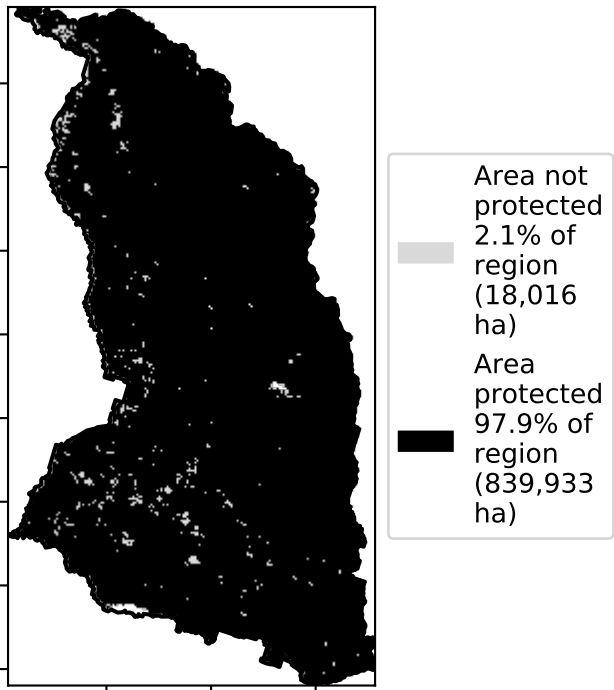 Area not
protected
2.1% of
region
(18,016
ha)
Area
protected
97.9% of
region
(839,933
ha)